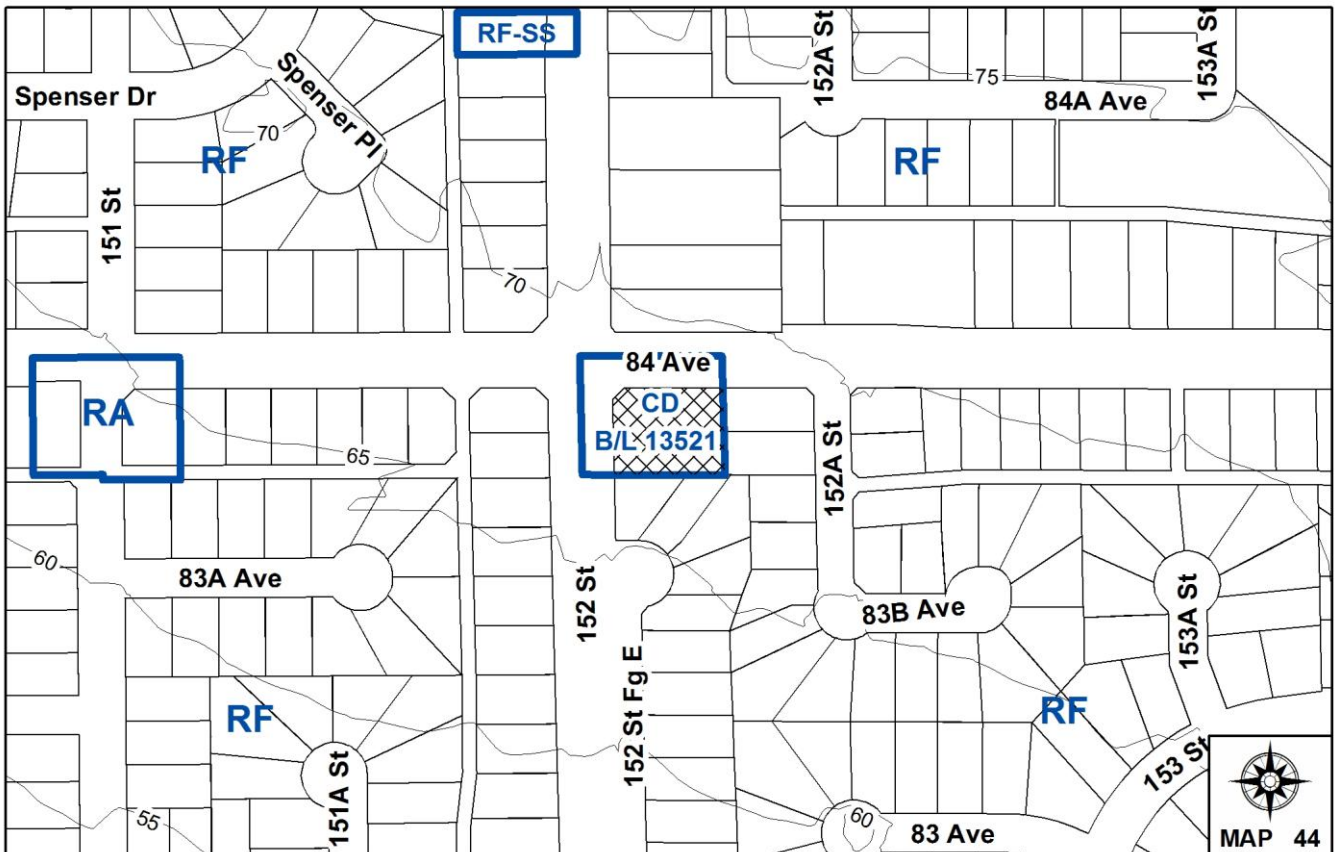 RF-SS
152A St
153A St
Spenser Dr
Spenser Pl
75
84A Ave
70
RF
RF
151 St
70
84 Ave
RA
CD
B/L 13521
65
152A St
60
83A Ave
152 St
83B Ave
153A St
152 St Fg E
RF
RF
153 St
151A St
55
60
83 Ave
MAP 44